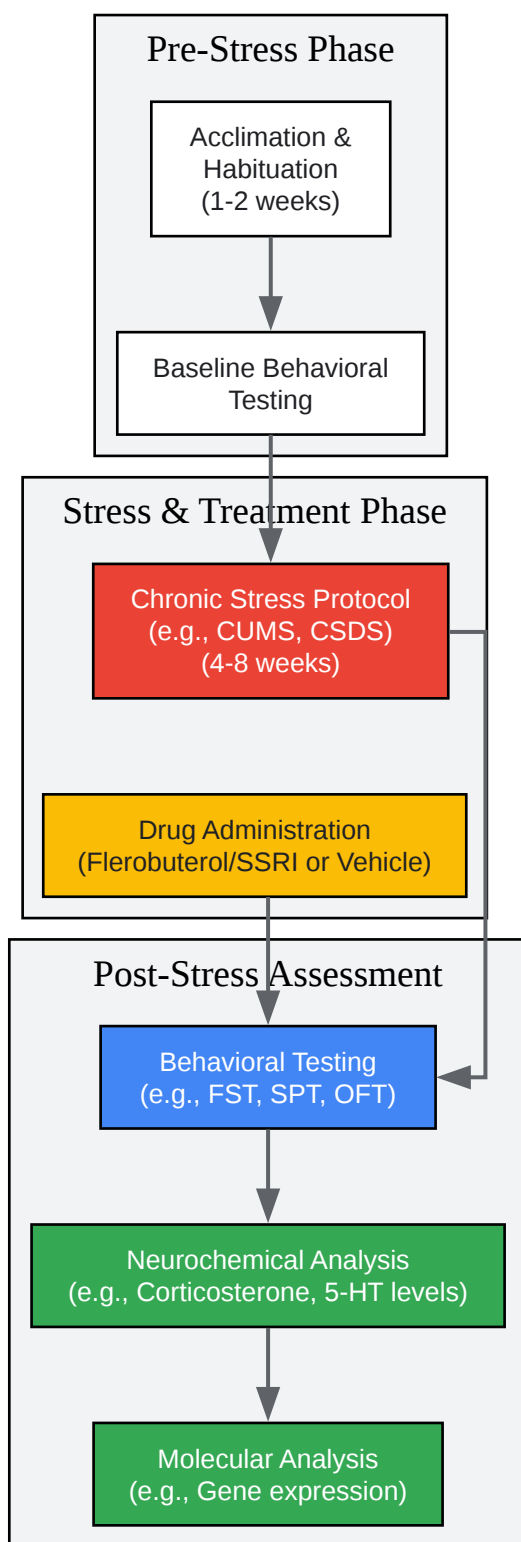 Pre-Stress Phase
Acclimation &
Habituation
(1-2 weeks)
Baseline Behavioral
Testing
Stress & Treatment Phase
Chronic Stress Protocol
(e.g., CUMS, CSDS)
(4-8 weeks)
Drug Administration
(Flerobuterol/SSRI or Vehicle)
Post-Stress Assessment
Behavioral Testing
(e.g., FST, SPT, OFT)
Neurochemical Analysis
(e.g., Corticosterone, 5-HT levels)
Molecular Analysis
(e.g., Gene expression)